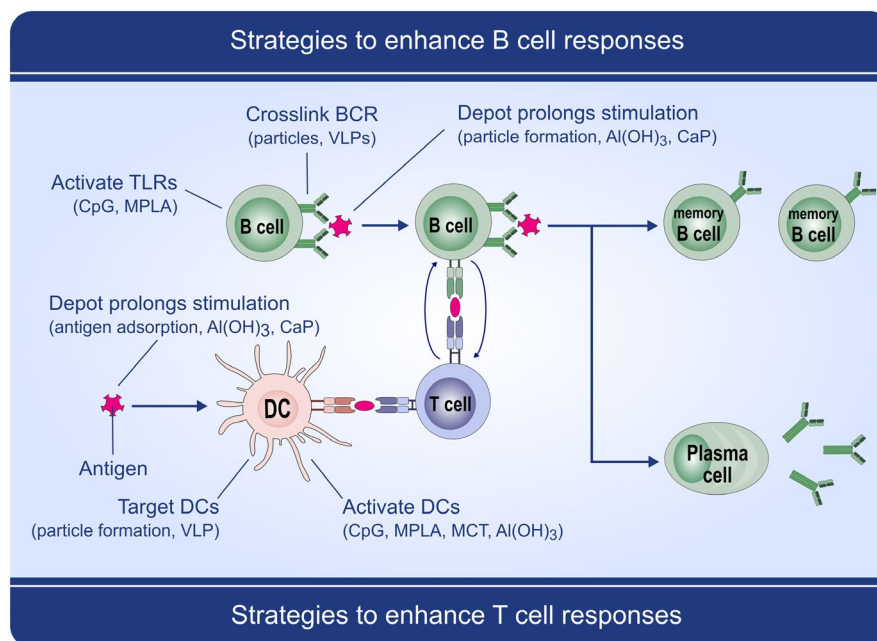 Strategies to enhance B cell responses
Crosslink BCR
(particles, VLPs)
Depot prolongs stimulation
(particle formation, Al(OH)₃, CaP)
Activate TLRs
(CpG, MPLA)
B cell
B cell
memory
B cell
memory
B cell
Depot prolongs stimulation
(antigen adsorption, Al(OH)₃, CaP)
DC
T cell
Antigen
Plasma
cell
Target DCs
(particle formation, VLP)
Activate DCs
(CpG, MPLA, MCT, Al(OH)₃)
Strategies to enhance T cell responses